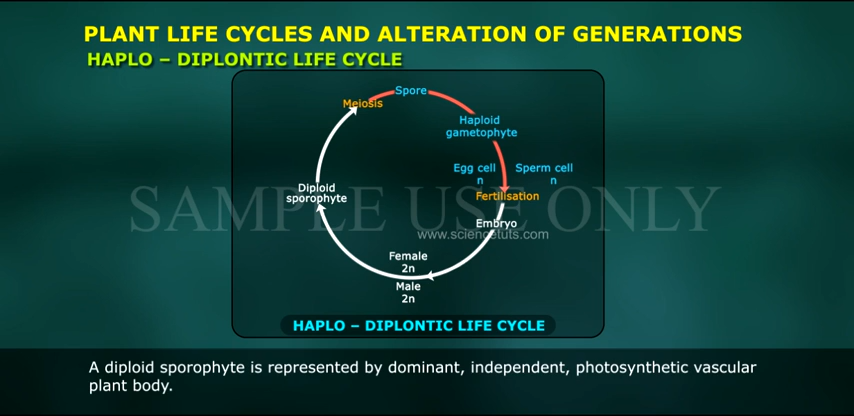 PLANT LIFE CYCLES AND ALTERATION OF GENERATIONS
HAPLO – DIPLONTIC LIFE CYCLE
Spore
Meiosis
Haploid
gametophyte
Egg cell
n
Sperm cell
n
Fertilisation
Diploid
sporophyte
SAMPLE USE ONLY
Embryo
www.sciencetuts.com
Female
2n
Male
2n
HAPLO – DIPLONTIC LIFE CYCLE
A diploid sporophyte is represented by dominant, independent, photosynthetic vascular
plant body.